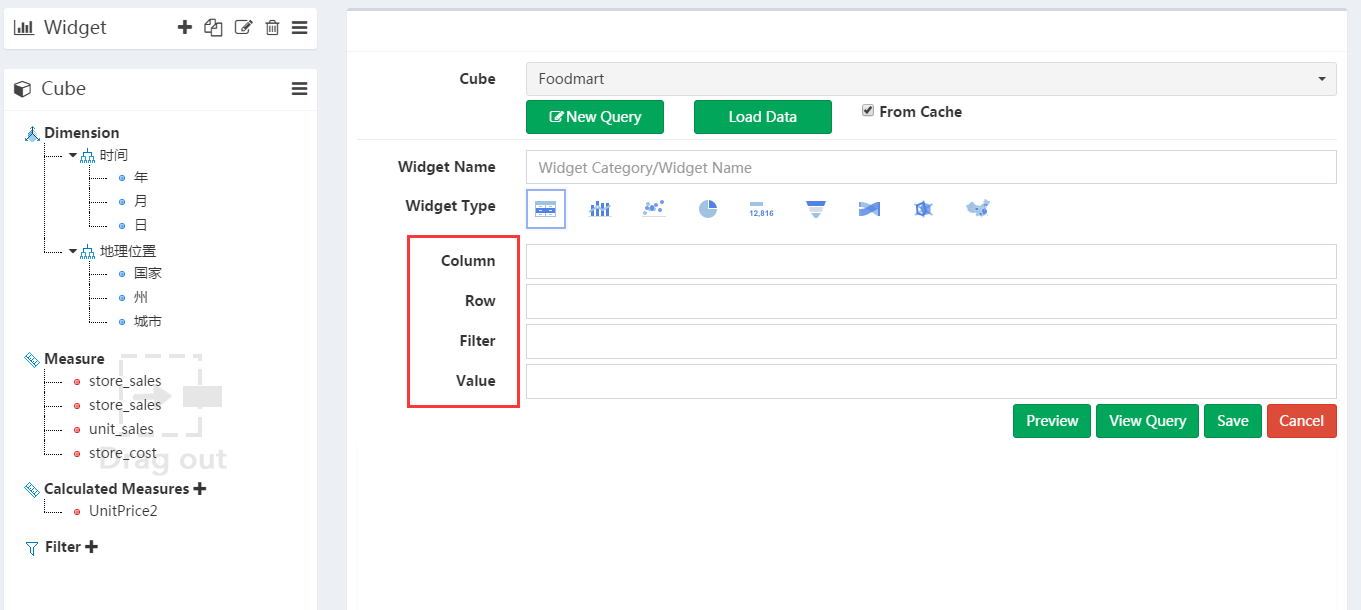 Widget
Cube
Dimension
时间
年
月
日
地理位置
国家
州
城市
Measure
store_sales
store_sales
unit_sales
store_cost
Drag out
Calculated Measures
UnitPrice2
Filter
Cube
Foodmart
New Query
Load Data
From Cache
Widget Name
Widget Category/Widget Name
Widget Type
12,816
Column
Row
Filter
Value
Preview
View Query
Save
Cancel